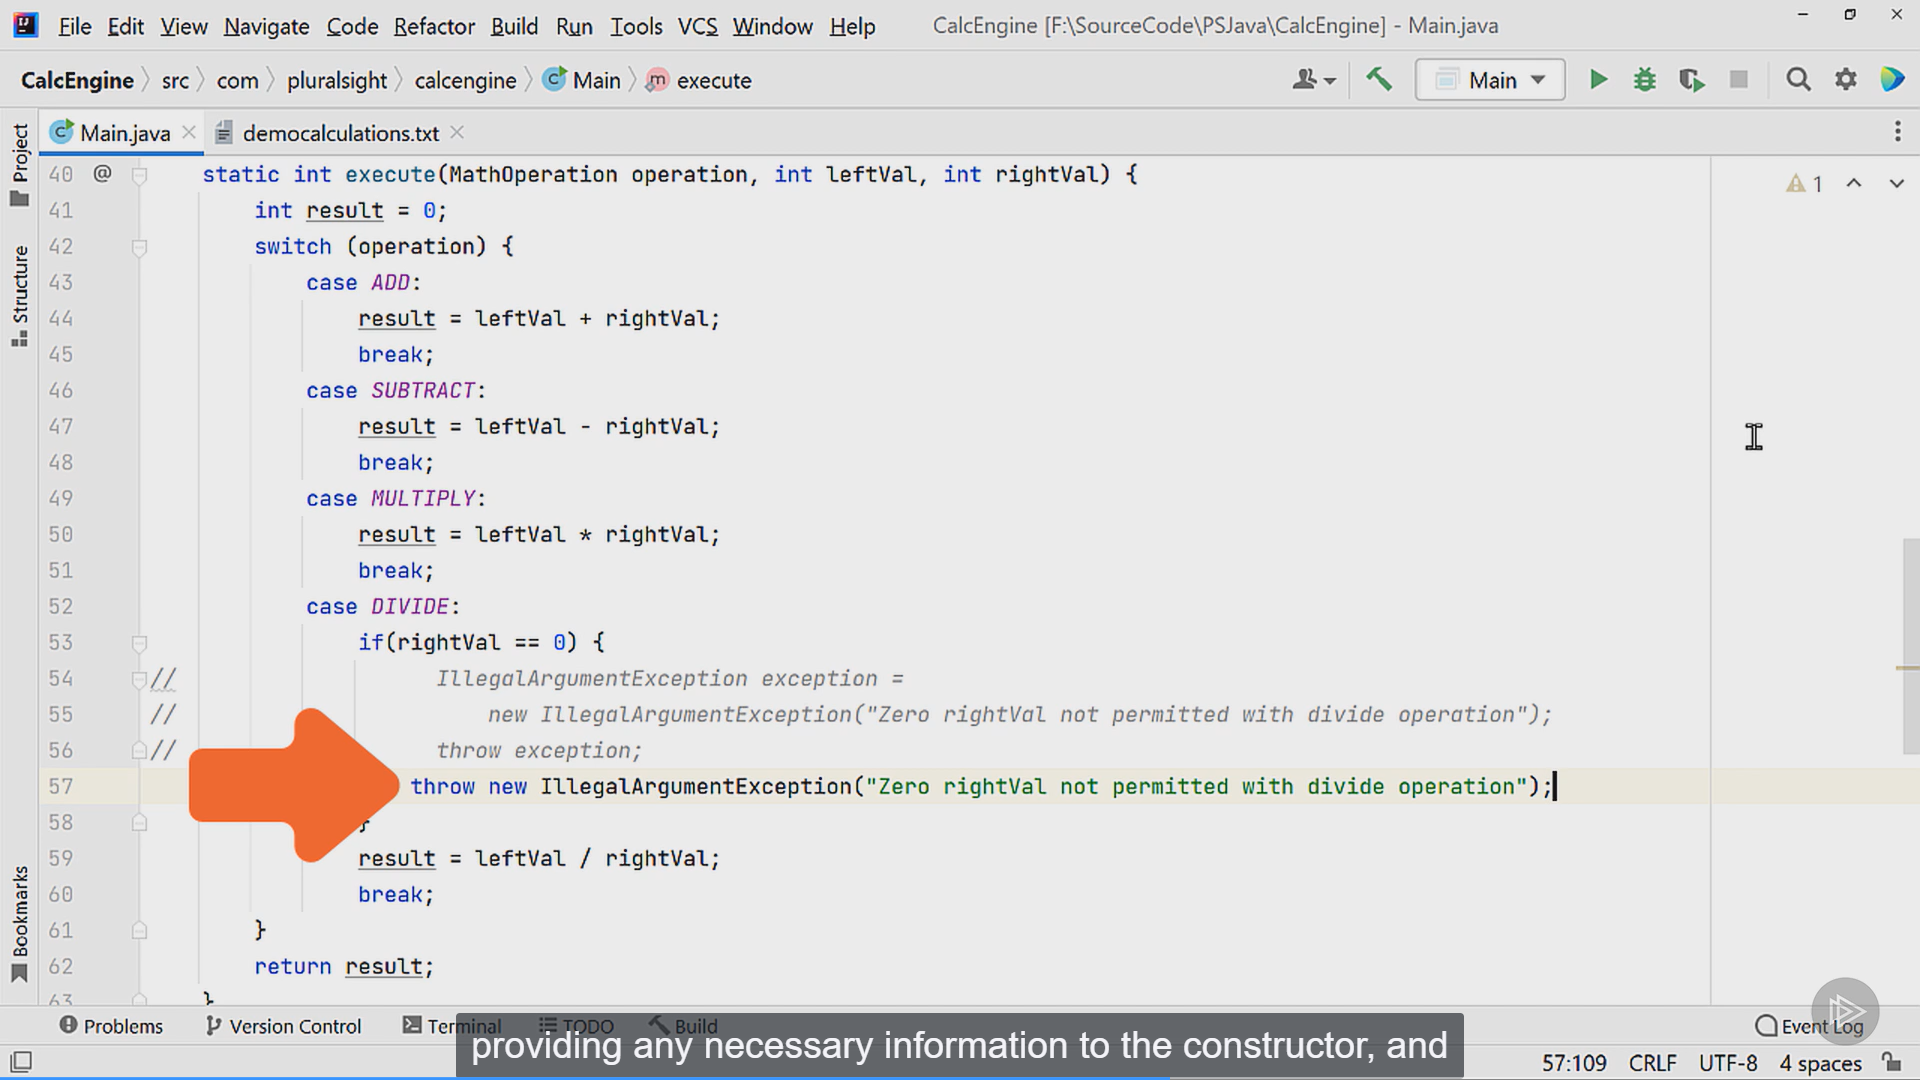 File Edit View Navigate Code Refactor Build Run Tools VCS Window Help CalcEngine [F:\SourceCode\PSJava\CalcEngine] - Main.java
CalcEngine src com pluralsight calcengine Main execute Main
Main.java democalculations.txt
Project
Structure
Bookmarks
40 @ static int execute(MathOperation operation, int leftVal, int rightVal) { 1
41 int result = 0;
42 switch (operation) {
43 case ADD:
44 result = leftVal + rightVal;
45 break;
46 case SUBTRACT:
47 result = leftVal - rightVal;
48 break;
49 case MULTIPLY:
50 result = leftVal * rightVal;
51 break;
52 case DIVIDE:
53 if(rightVal == 0) {
54 // IllegalArgumentException exception =
55 // new IllegalArgumentException("Zero rightVal not permitted with divide operation");
56 // throw exception;
57 throw new IllegalArgumentException("Zero rightVal not permitted with divide operation");
58 }
59 result = leftVal / rightVal;
60 break;
61 }
62 return result;
63 }
Problems Version Control Terminal TODO Build Event Log
providing any necessary information to the constructor, and
57:109 CRLF UTF-8 4 spaces